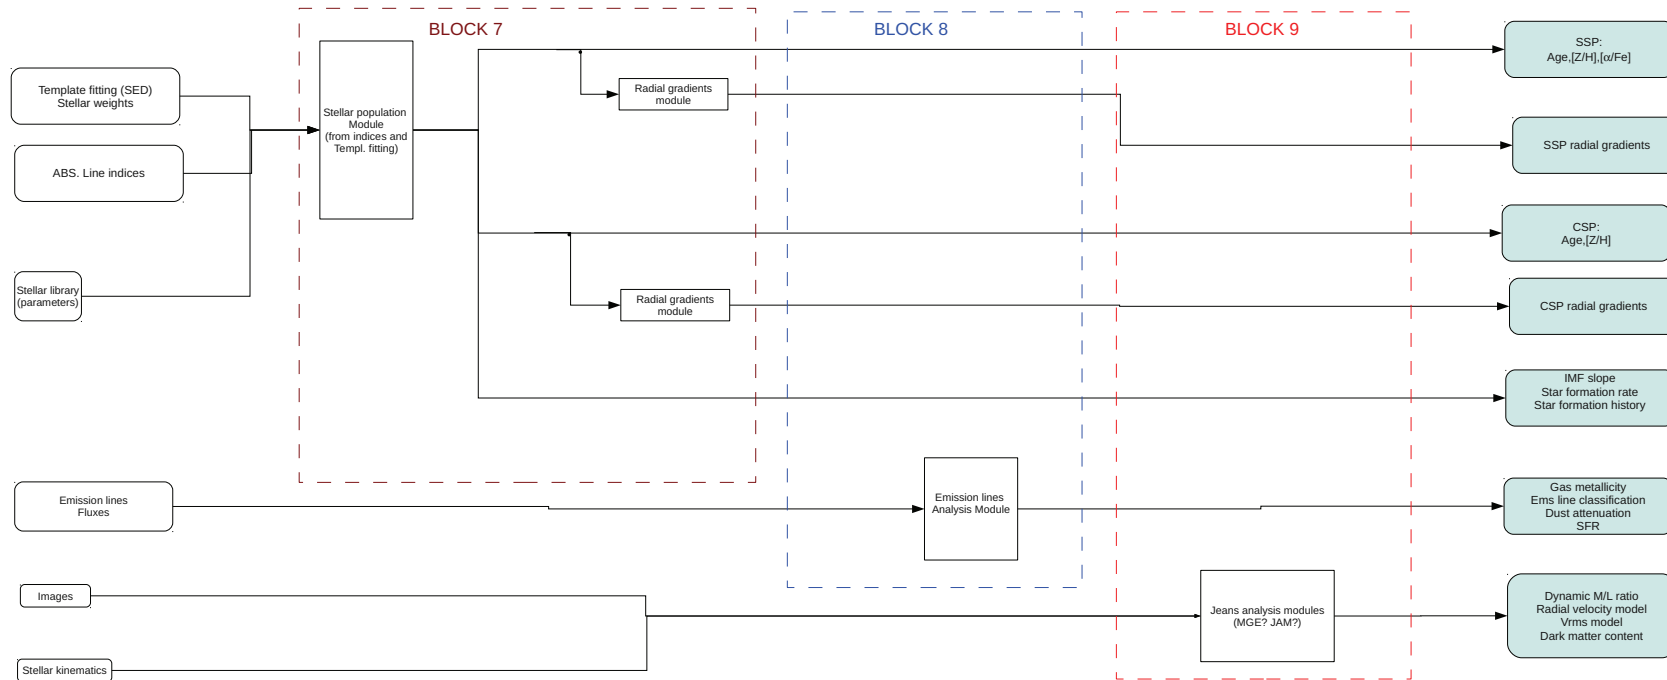 BLOCK 7
BLOCK 8
BLOCK 9
Template fitting (SED)
Stellar weights
ABS. Line indices
Stellar library
(parameters)
Stellar population
Module
(from indices and
Templ. fitting)
Radial gradients
module
Radial gradients
module
SSP:
Age,[Z/H],[α/Fe]
SSP radial gradients
CSP:
Age,[Z/H]
CSP radial gradients
IMF slope
Star formation rate
Star formation history
Emission lines
Fluxes
Emission lines
Analysis Module
Gas metallicity
Ems line classification
Dust attenuation
SFR
Images
Stellar kinematics
Jeans analysis modules
(MGE? JAM?)
Dynamic M/L ratio
Radial velocity model
Vrms model
Dark matter content